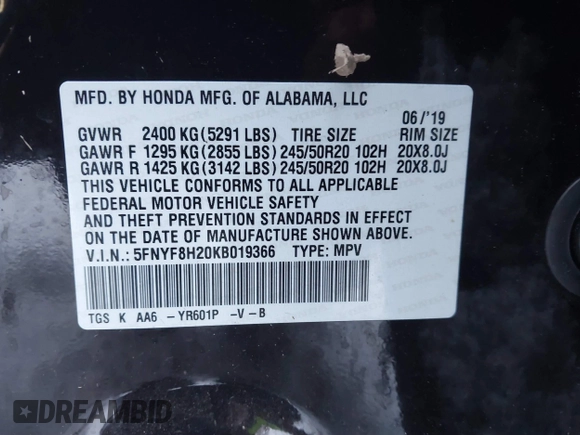 MFD. BY HONDA MFG. OF ALABAMA, LLC
06/'19
GVWR 2400 KG(5291 LBS) TIRE SIZE RIM SIZE
GAWR F 1295 KG(2855 LBS) 245/50R20 102H 20X8.0J
GAWR R 1425 KG(3142 LBS) 245/50R20 102H 20X8.0J
THIS VEHICLE CONFORMS TO ALL APPLICABLE
FEDERAL MOTOR VEHICLE SAFETY
AND THEFT PREVENTION STANDARDS IN EFFECT
ON THE DATE OF MANUFACTURE SHOWN ABOVE.
V.I.N.: 5FNYF8H20KB019366 TYPE: MPV
TGS K AA6 -YR601P -V-B
DREAMBID